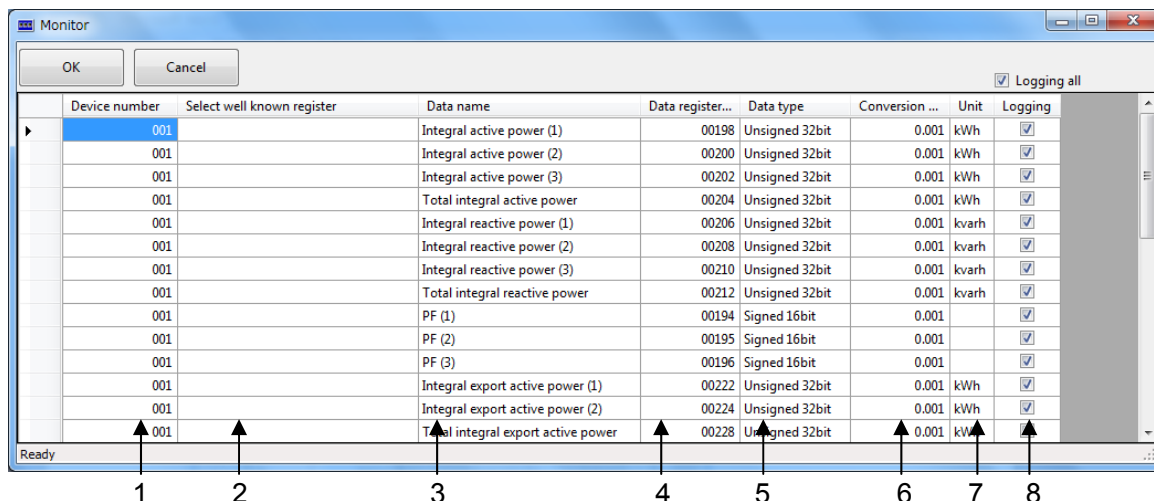 Monitor
OK Cancel
Logging all
Device number Select well known register Data name Data register... Data type Conversion ... Unit Logging
001 Integral active power (1) 00198 Unsigned 32bit 0.001 kWh
001 Integral active power (2) 00200 Unsigned 32bit 0.001 kWh
001 Integral active power (3) 00202 Unsigned 32bit 0.001 kWh
001 Total integral active power 00204 Unsigned 32bit 0.001 kWh
001 Integral reactive power (1) 00206 Unsigned 32bit 0.001 kvarh
001 Integral reactive power (2) 00208 Unsigned 32bit 0.001 kvarh
001 Integral reactive power (3) 00210 Unsigned 32bit 0.001 kvarh
001 Total integral reactive power 00212 Unsigned 32bit 0.001 kvarh
001 PF (1) 00194 Signed 16bit 0.001
001 PF (2) 00195 Signed 16bit 0.001
001 PF (3) 00196 Signed 16bit 0.001
001 Integral export active power (1) 00222 Unsigned 32bit 0.001 kWh
001 Integral export active power (2) 00224 Unsigned 32bit 0.001 kWh
001 Total integral export active power 00228 Unsigned 32bit 0.001 kWh
Ready
1 2 3 4 5 6 7 8